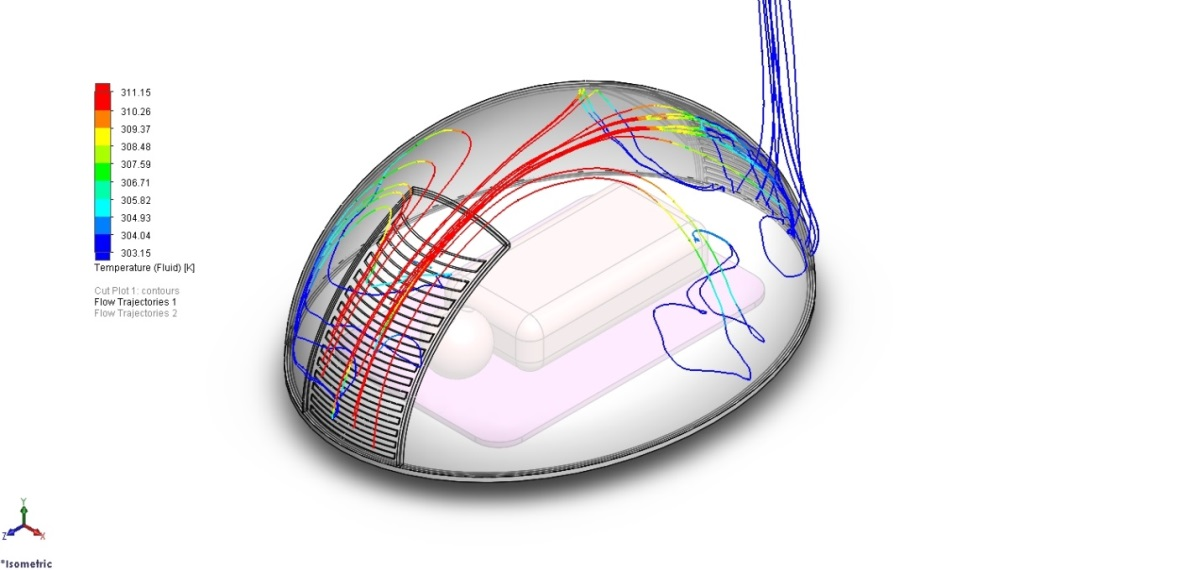 311.15
310.26
309.37
308.48
307.59
306.71
305.82
304.93
304.04
303.15
Temperature (Fluid) [K]
Cut Plot 1: contours
Flow Trajectories 1
Flow Trajectories 2
Y
Z
X
*Isometric